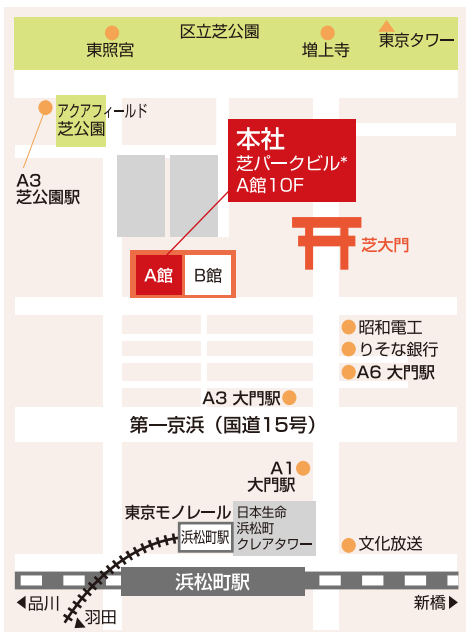 区立芝公園
東照宮
増上寺
東京タワー
アクアフィールド
芝公園
A3
芝公園駅
本社
芝パークビル*
A館10F
芝大門
A館
B館
昭和電工
りそな銀行
A6 大門駅
A3 大門駅
第一京浜（国道15号）
A1
大門駅
東京モノレール
浜松町駅
日本生命
浜松町
クレアタワー
文化放送
浜松町駅
品川
羽田
新橋